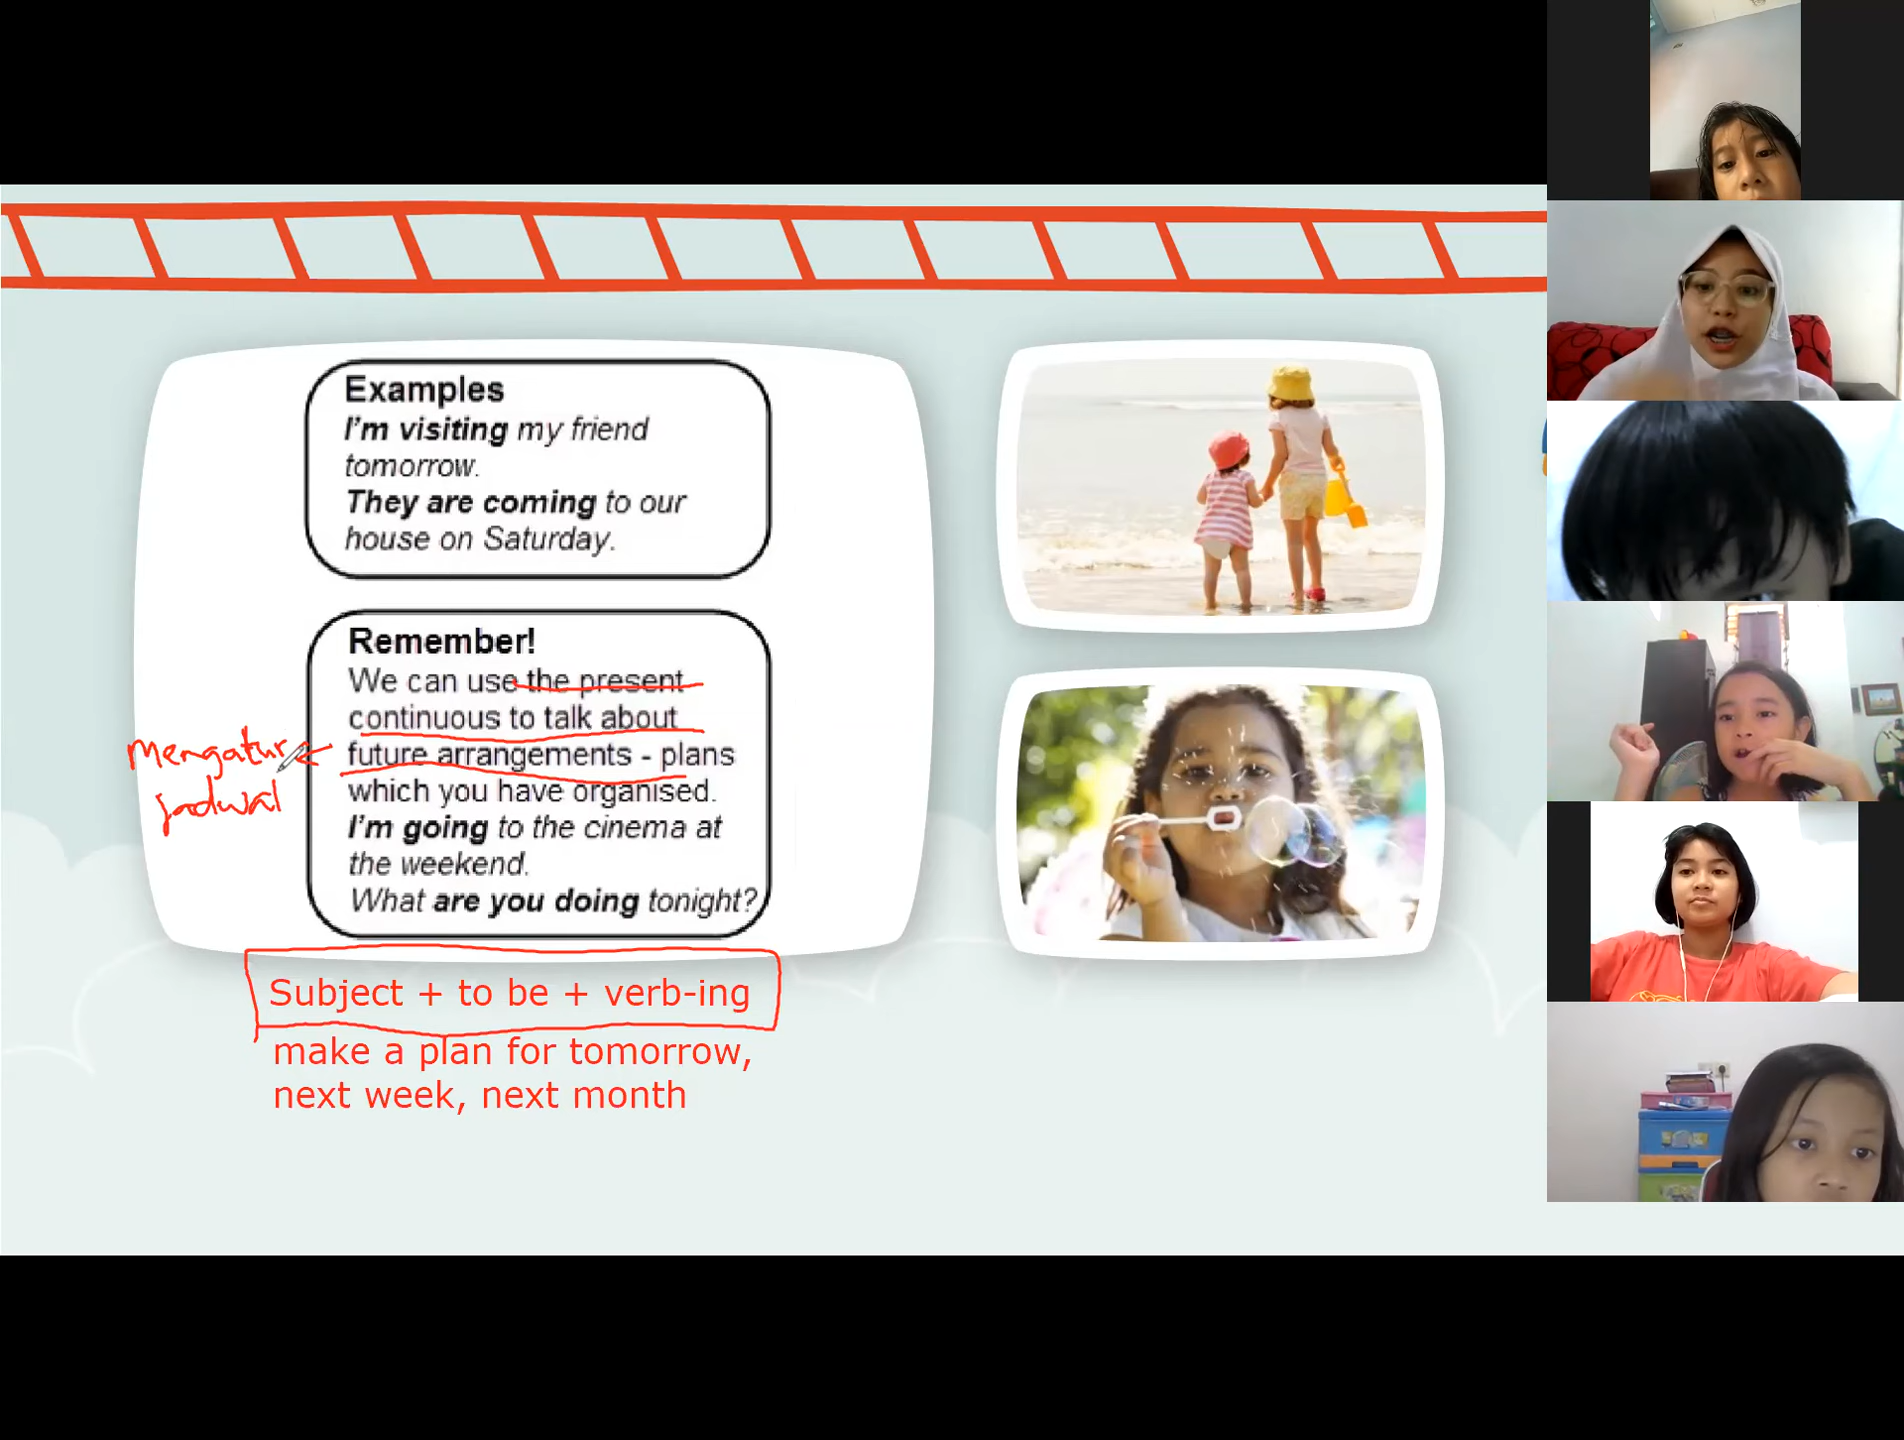 Examples
I'm visiting my friend
tomorrow.
They are coming to our
house on Saturday.
Remember!
We can use the present
continuous to talk about
future arrangements - plans
which you have organised.
I'm going to the cinema at
the weekend.
What are you doing tonight?
Mengatur
jadwal
Subject + to be + verb-ing
make a plan for tomorrow,
next week, next month